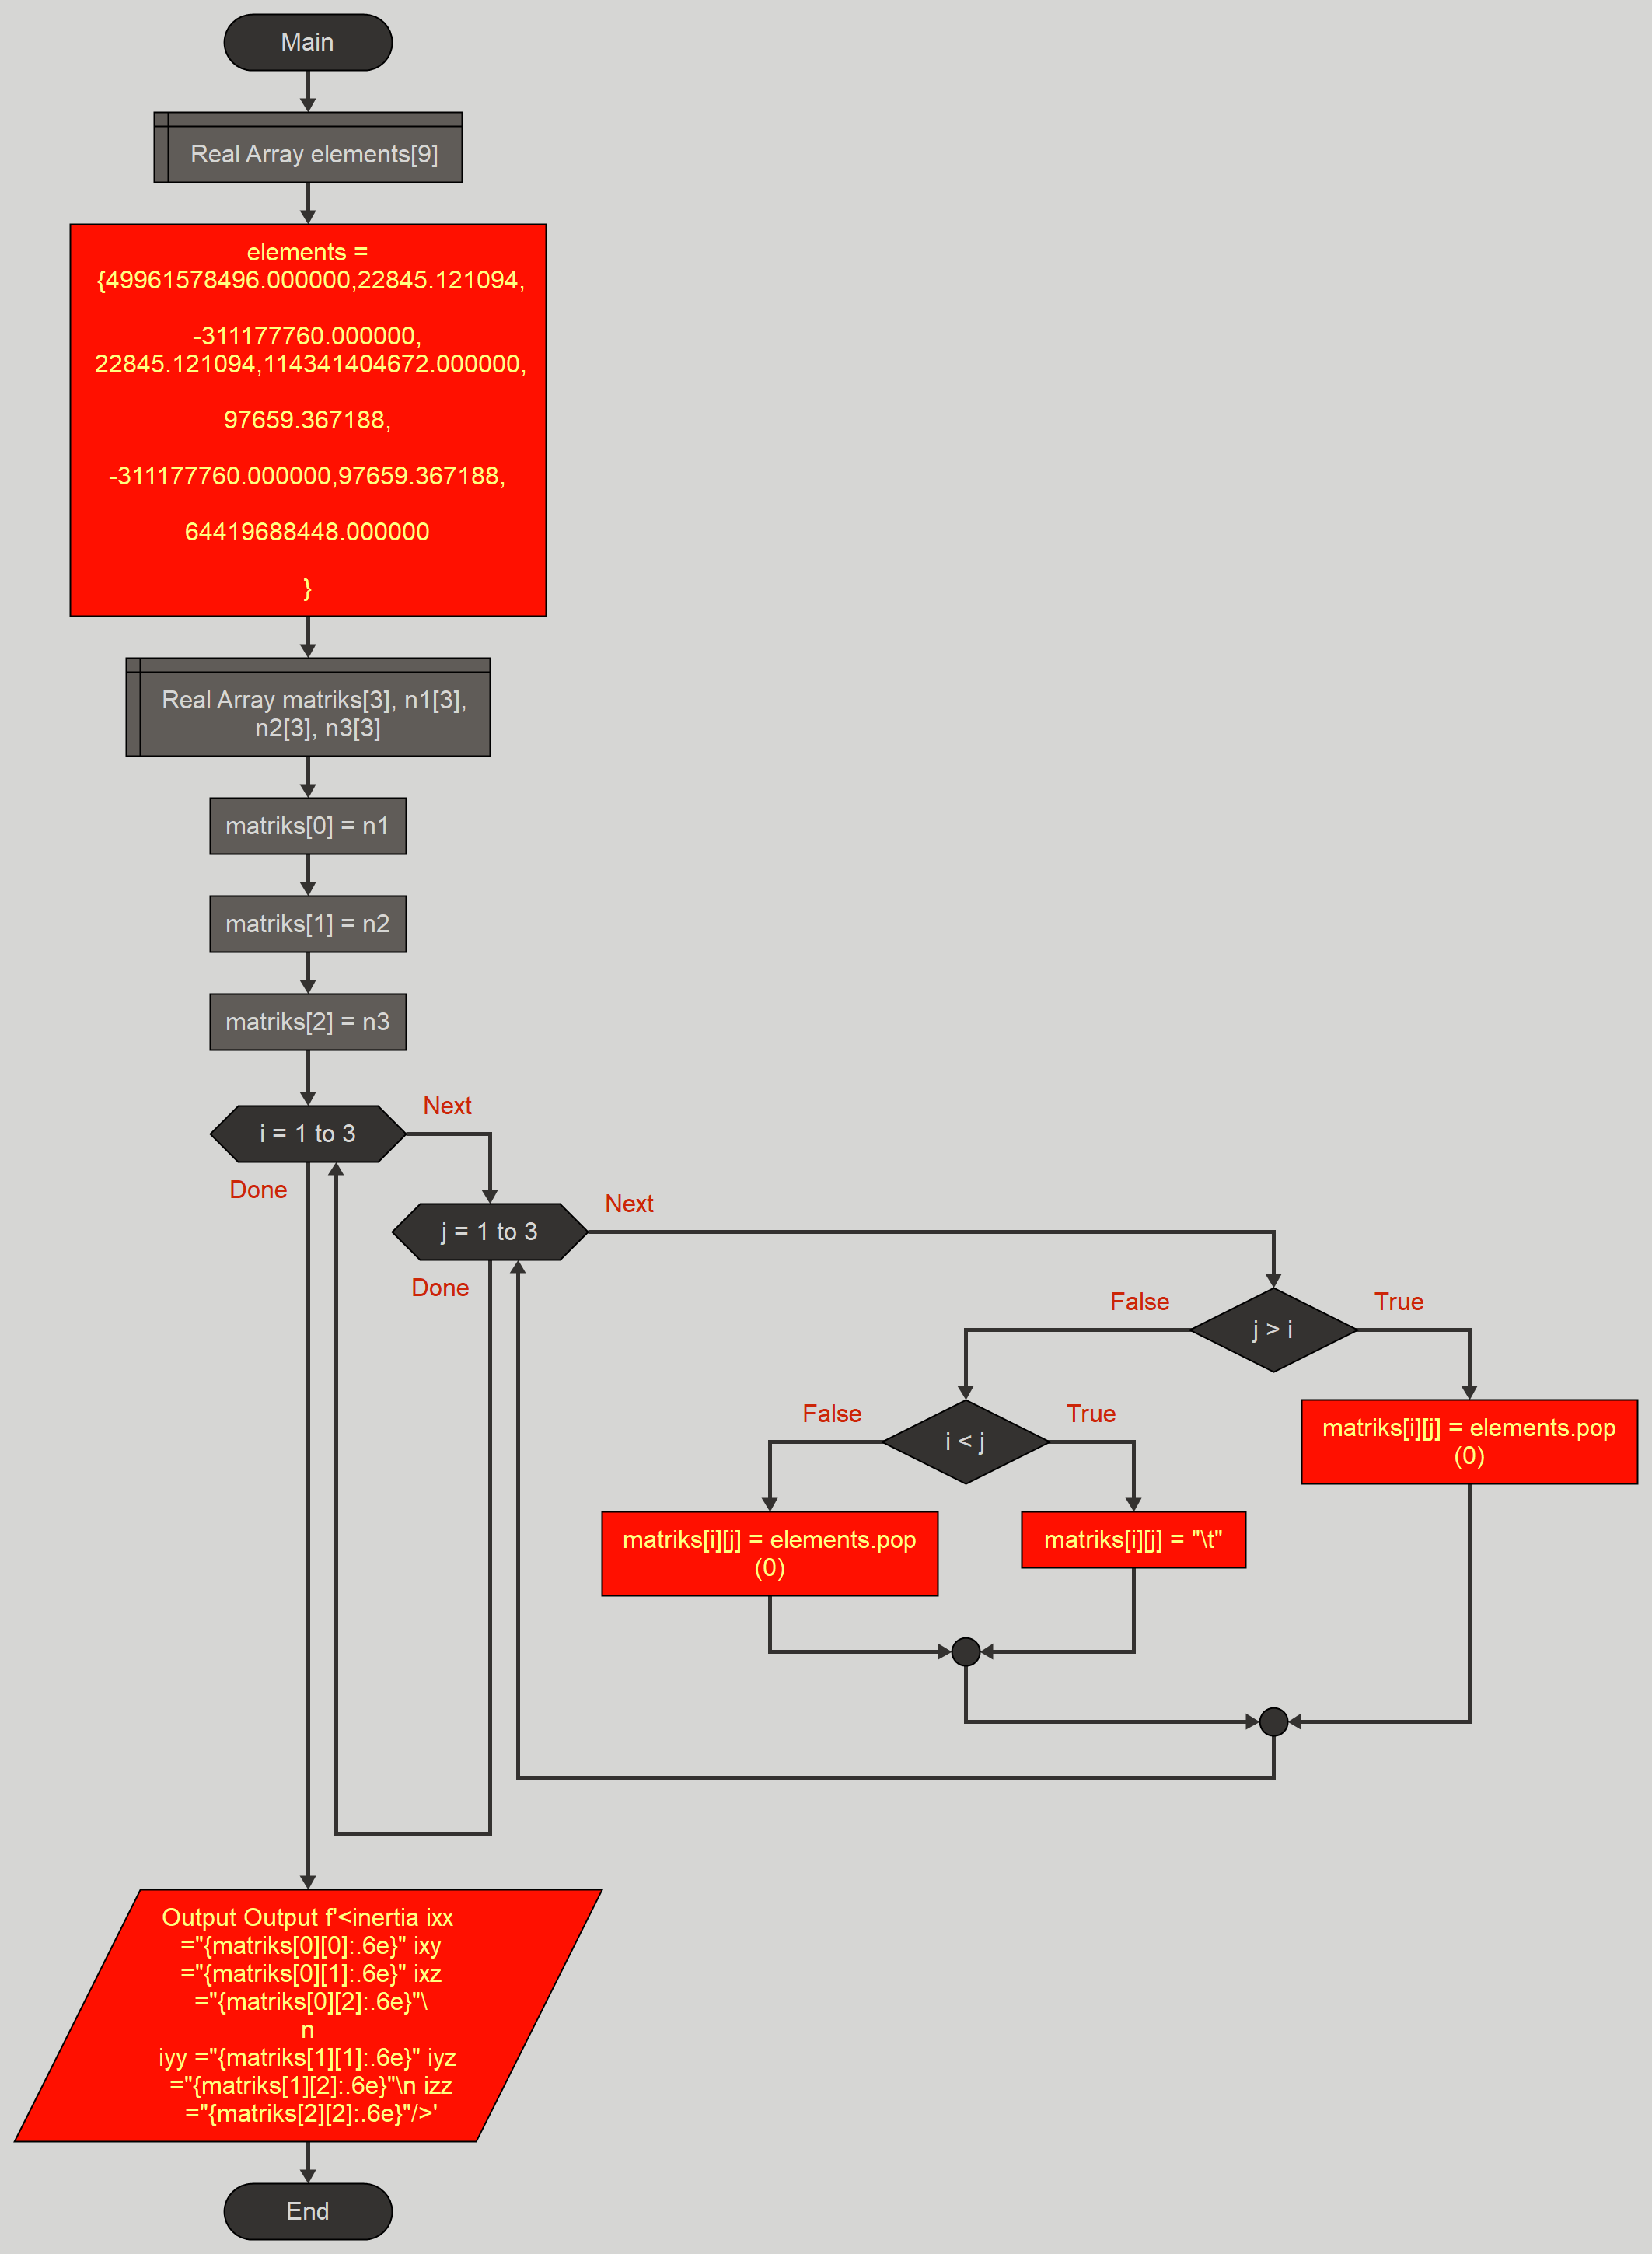 Main
Real Array elements[9]
elements =
{49961578496.000000,22845.121094,
-311177760.000000,
22845.121094,114341404672.000000,
97659.367188,
-311177760.000000,97659.367188,
64419688448.000000
}
Real Array matriks[3], n1[3],
n2[3], n3[3]
matriks[0] = n1
matriks[1] = n2
matriks[2] = n3
i = 1 to 3
Next
Done
j = 1 to 3
Next
Done
j > i
False
True
i < j
False
True
matriks[i][j] = elements.pop
(0)
matriks[i][j] = elements.pop
(0)
matriks[i][j] = "\t"
Output Output f'<inertia ixx
="{matriks[0][0]:.6e}" ixy
="{matriks[0][1]:.6e}" ixz
="{matriks[0][2]:.6e}"\
n
iyy ="{matriks[1][1]:.6e}" iyz
="{matriks[1][2]:.6e}"\n izz
="{matriks[2][2]:.6e}"/>'
End